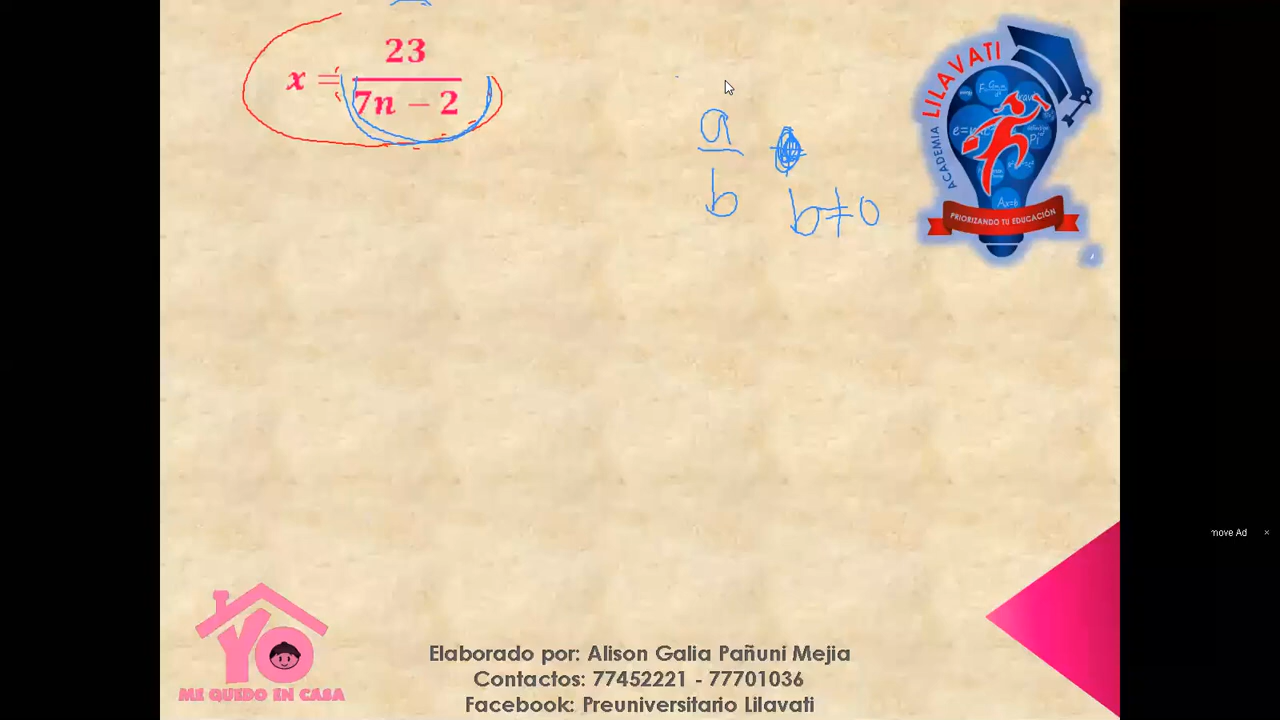 x = 23
7n − 2
a
b
b≠0
ACADEMIA LILAVATI
PRIORIZANDO TU EDUCACIÓN
YO
ME QUEDO EN CASA
Elaborado por: Alison Galia Pañuni Mejia
Contactos: 77452221 - 77701036
Facebook: Preuniversitario Lilavati
move Ad ×